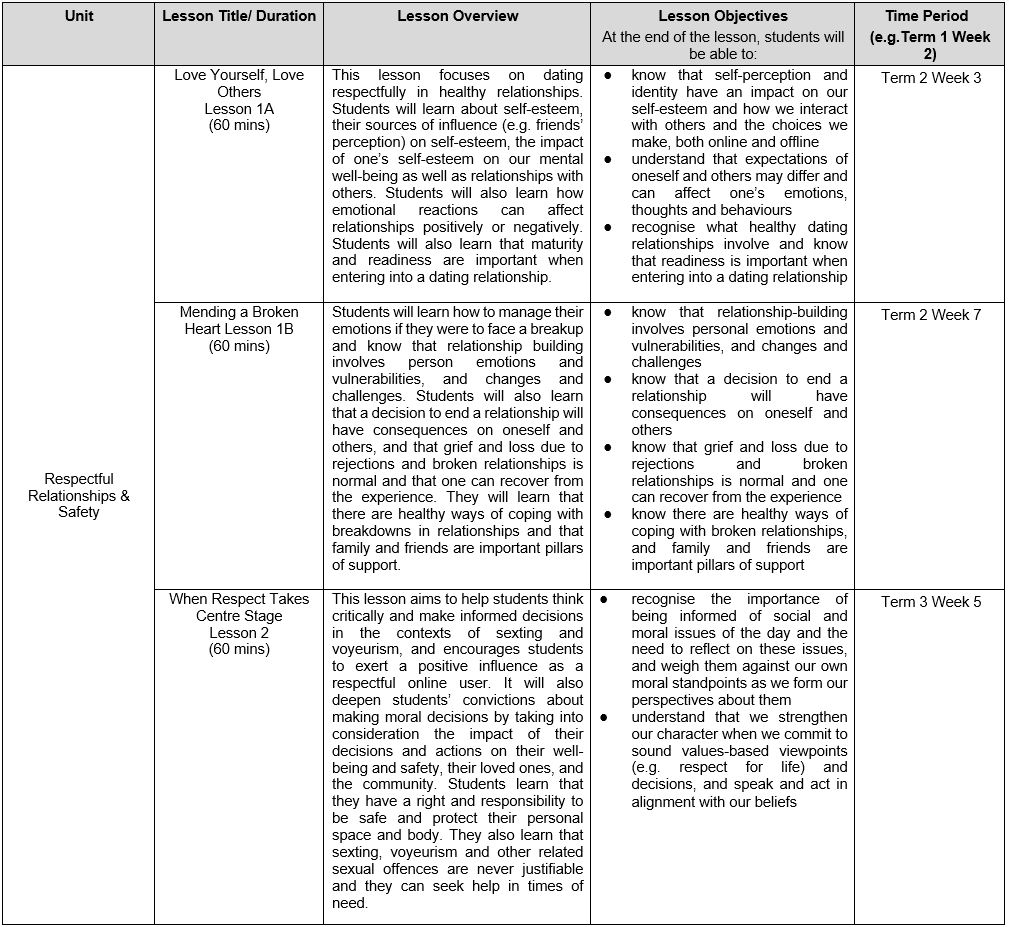 Unit
Lesson Title/ Duration
Lesson Overview
Lesson Objectives
At the end of the lesson, students will
be able to:
Time Period
(e.g.Term 1 Week
2)
Respectful
Relationships &
Safety
Love Yourself, Love
Others
Lesson 1A
(60 mins)
This lesson focuses on dating
respectfully in healthy relationships.
Students will learn about self-esteem,
their sources of influence (e.g. friends'
perception) on self-esteem, the impact
of one's self-esteem on our mental
well-being as well as relationships with
others. Students will also learn how
emotional reactions can affect
relationships positively or negatively.
Students will also learn that maturity
and readiness are important when
entering into a dating relationship.
● know that self-perception and
identity have an impact on our
self-esteem and how we interact
with others and the choices we
make, both online and offline
● understand that expectations of
oneself and others may differ and
can affect one's emotions,
thoughts and behaviours
● recognise what healthy dating
relationships involve and know
that readiness is important when
entering into a dating relationship
Term 2 Week 3
Mending a Broken
Heart Lesson 1B
(60 mins)
Students will learn how to manage their
emotions if they were to face a breakup
and know that relationship building
involves person emotions and
vulnerabilities, and changes and
challenges. Students will also learn
that a decision to end a relationship will
have consequences on oneself and
others, and that grief and loss due to
rejections and broken relationships is
normal and that one can recover from
the experience. They will learn that
there are healthy ways of coping with
breakdowns in relationships and that
family and friends are important pillars
of support.
● know that relationship-building
involves personal emotions and
vulnerabilities, and changes and
challenges
● know that a decision to end a
relationship will have
consequences on oneself and
others
● know that grief and loss due to
rejections and broken
relationships is normal and one
can recover from the experience
● know there are healthy ways of
coping with broken relationships,
and family and friends are
important pillars of support
Term 2 Week 7
When Respect Takes
Centre Stage
Lesson 2
(60 mins)
This lesson aims to help students think
critically and make informed decisions
in the contexts of sexting and
voyeurism, and encourages students
to exert a positive influence as a
respectful online user. It will also
deepen students' convictions about
making moral decisions by taking into
consideration the impact of their
decisions and actions on their well-
being and safety, their loved ones, and
the community. Students learn that
they have a right and responsibility to
be safe and protect their personal
space and body. They also learn that
sexting, voyeurism and other related
sexual offences are never justifiable
and they can seek help in times of
need.
● recognise the importance of
being informed of social and
moral issues of the day and the
need to reflect on these issues,
and weigh them against our own
moral standpoints as we form our
perspectives about them
● understand that we strengthen
our character when we commit to
sound values-based viewpoints
(e.g. respect for life) and
decisions, and speak and act in
alignment with our beliefs
Term 3 Week 5